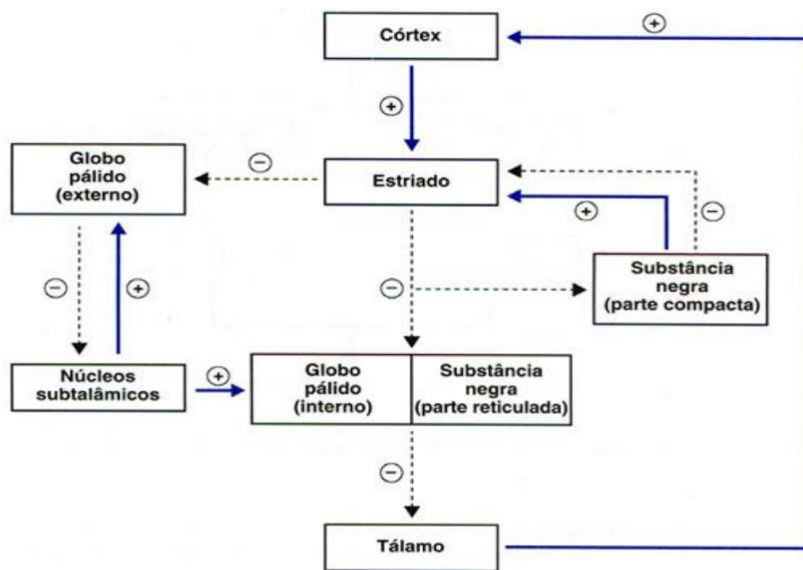 Córtex
+
+
Globo
pálido
(externo)
−
Estriado
+
−
−
+
−
Substância
negra
(parte compacta)
Núcleos
subtalâmicos
+
Globo
pálido
(interno)
Substância
negra
(parte reticulada)
−
Tálamo